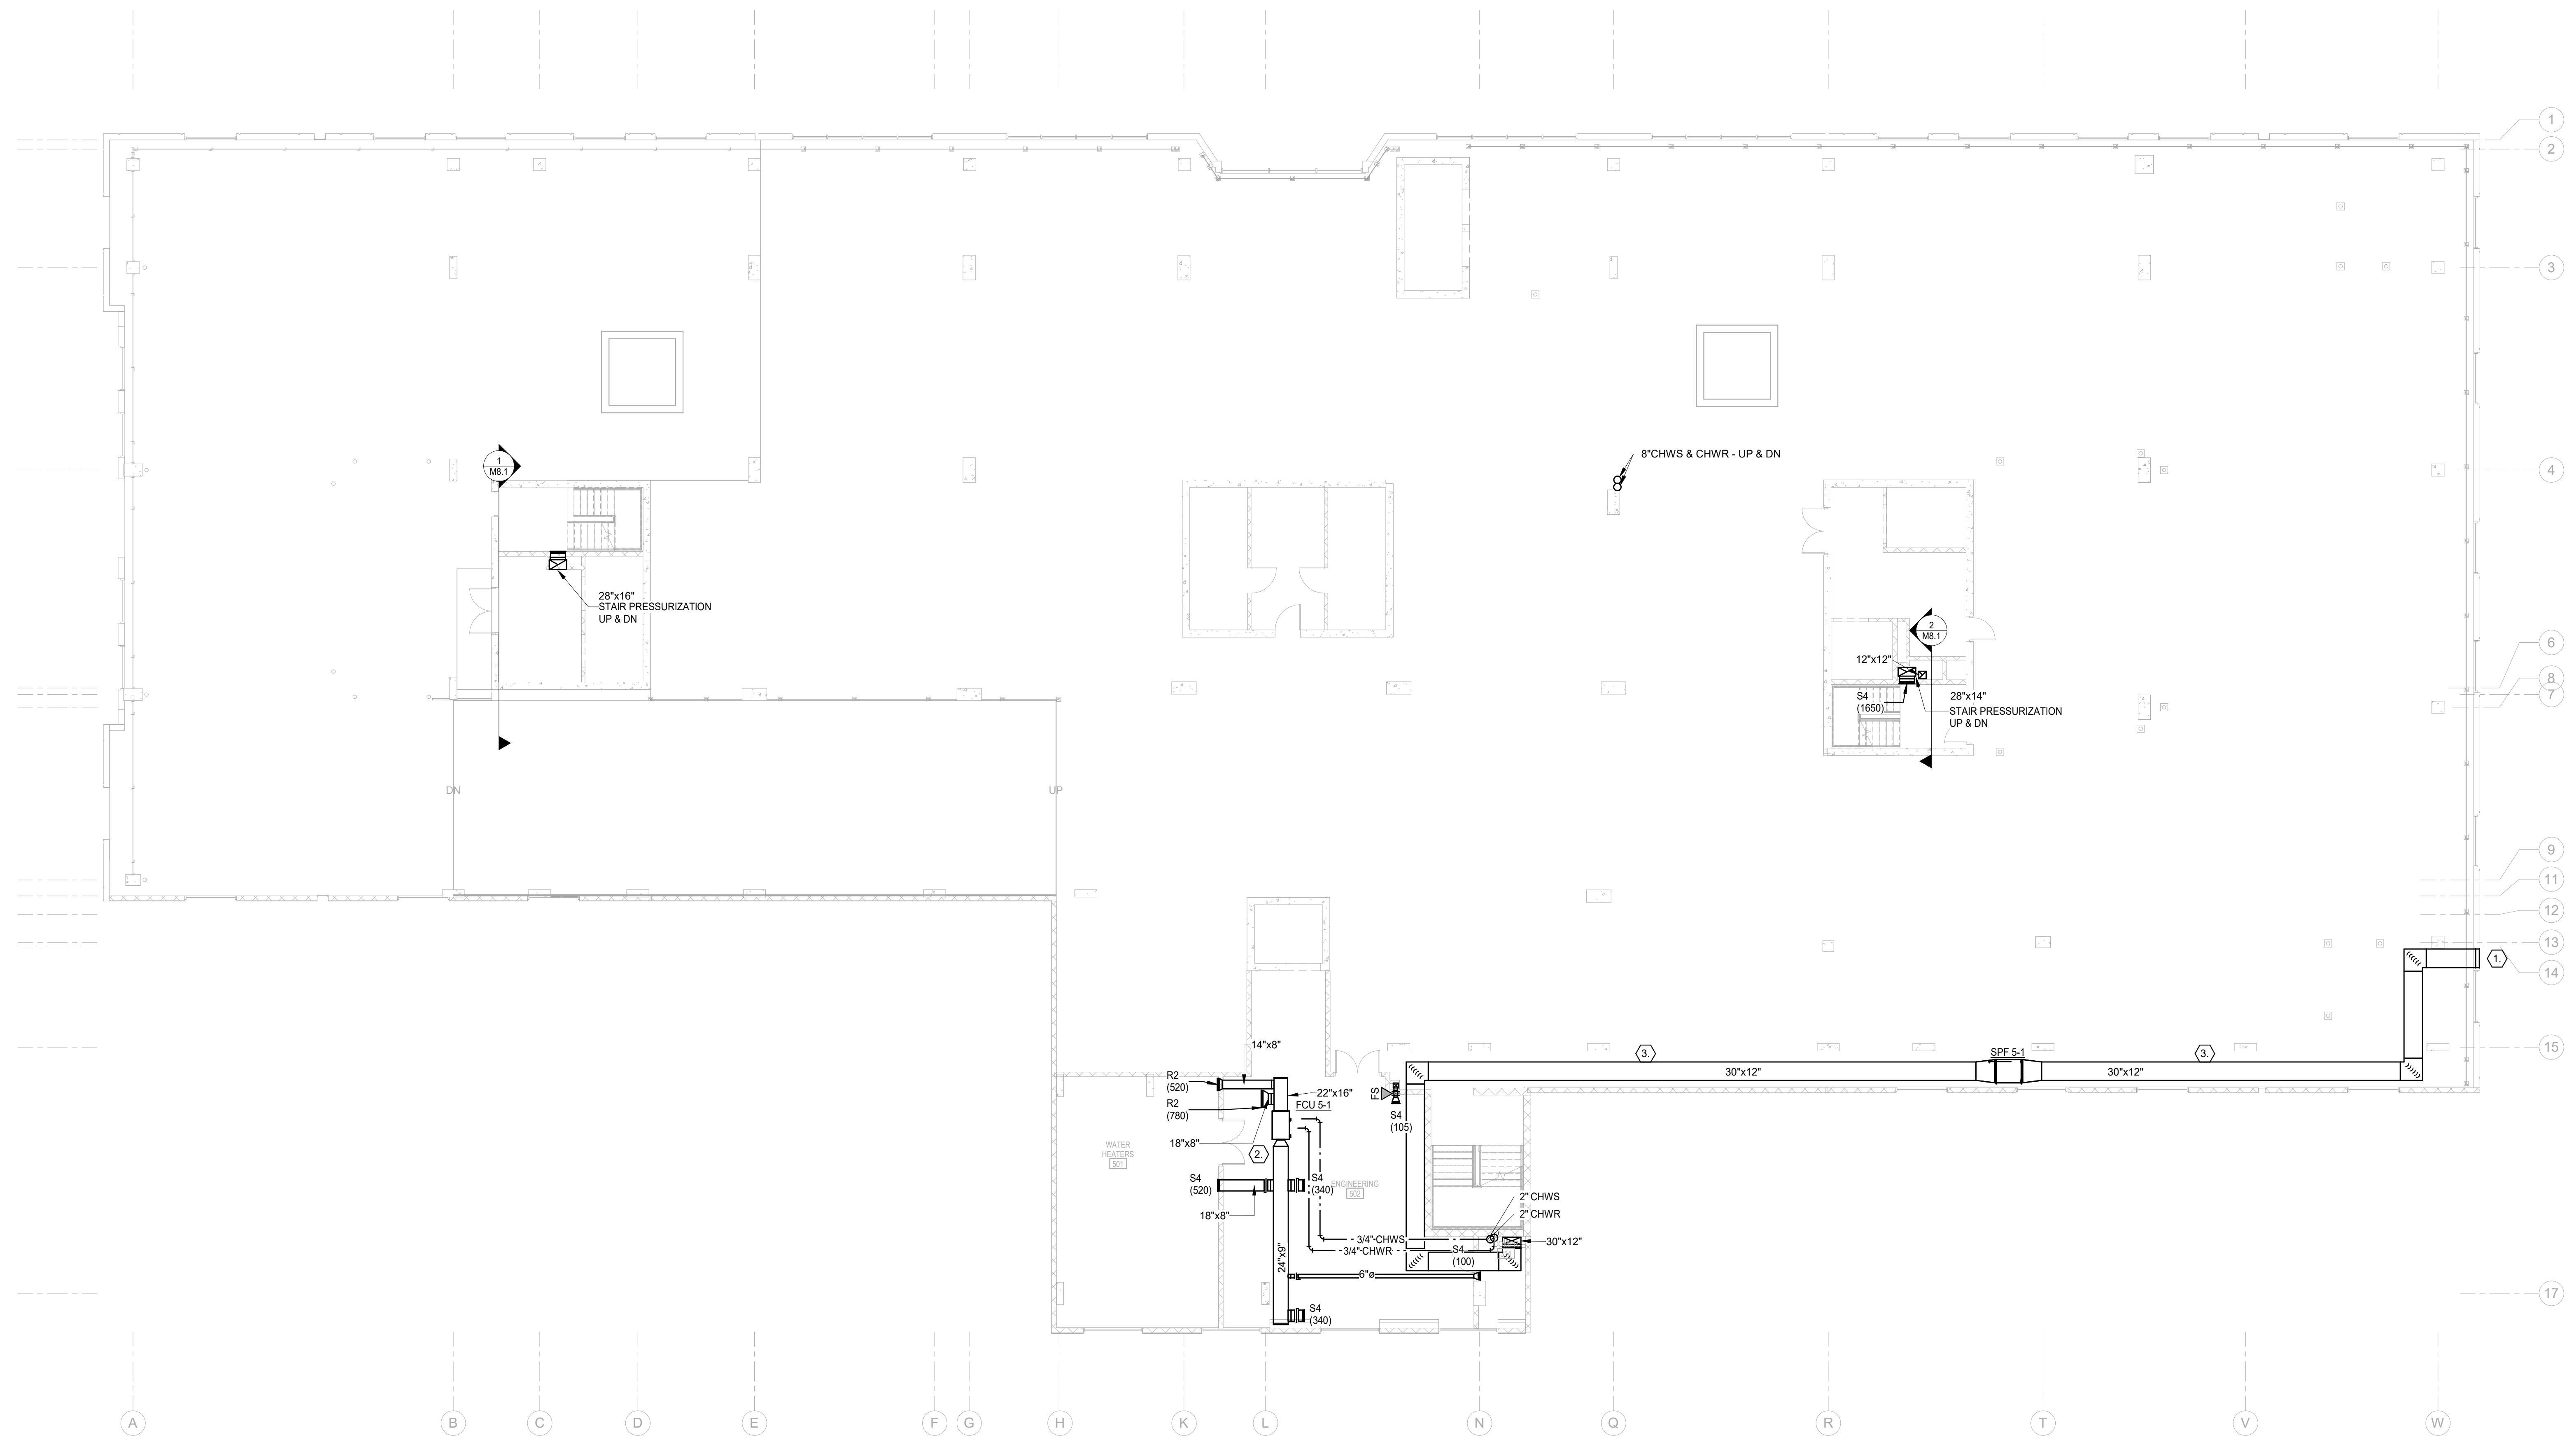 1
2
3
4
6
8
7
9
11
12
13
14
15
17
8"CHWS & CHWR - UP & DN
1
M8.1
28"x16"
STAIR PRESSURIZATION
UP & DN
2
M8.1
12"x12"
S4
(1650)
28"x14"
STAIR PRESSURIZATION
UP & DN
DN
UP
1.
14"x8"
R2
(520)
R2
(780)
22"x16"
FCU 5-1
18"x8"
2.
FS
S4
(105)
3.
30"x12"
SPF 5-1
3.
30"x12"
WATER
HEATERS
501
S4
(520)
S4
(340)
ENGINEERING
502
18"x8"
2" CHWS
2" CHWR
3/4" CHWS
3/4" CHWR
S4
(100)
30"x12"
24"x9"
6"ø
S4
(340)
A
B
C
D
E
F
G
H
K
L
N
Q
R
T
V
W